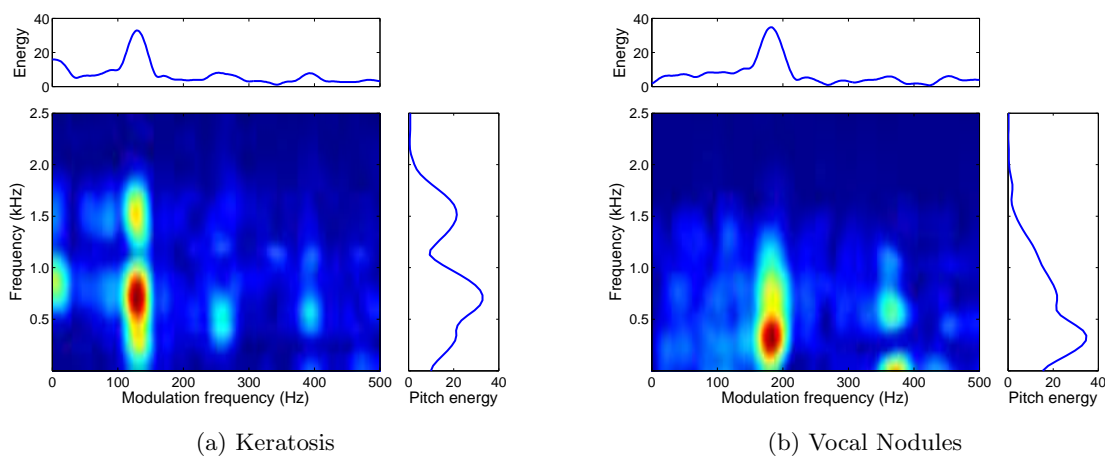 40
20
0
Energy
2.5
2.0
1.5
1.0
0.5
Frequency (kHz)
0 100 200 300 400 500
Modulation frequency (Hz)
0 20 40
Pitch energy
(a) Keratosis
40
20
0
Energy
2.5
2.0
1.5
1.0
0.5
Frequency (kHz)
0 100 200 300 400 500
Modulation frequency (Hz)
0 20 40
Pitch energy
(b) Vocal Nodules